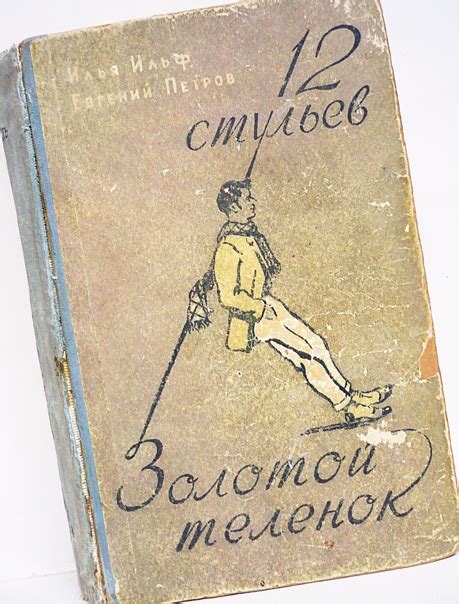 Илья Ильф
Евгений Петров
12
стульев
Золотой
теленок